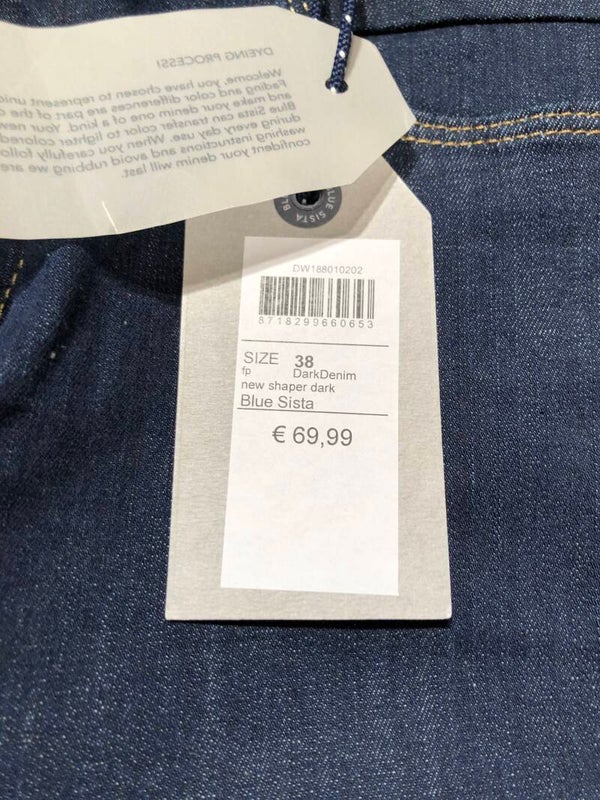 DYEING PROCESS!
Welcome, you have chosen to represent
Fading and color differences are part of the
and make your denim one of a kind. Your new
Blue Sista can transfer color to lighter colored
during every day use. When you carefully follow
washing instructions and avoid rubbing we are
confident your denim will last.
BLUE SISTA
DW188010202
8718299660653
SIZE 38
fp DarkDenim
new shaper dark
Blue Sista
€ 69,99